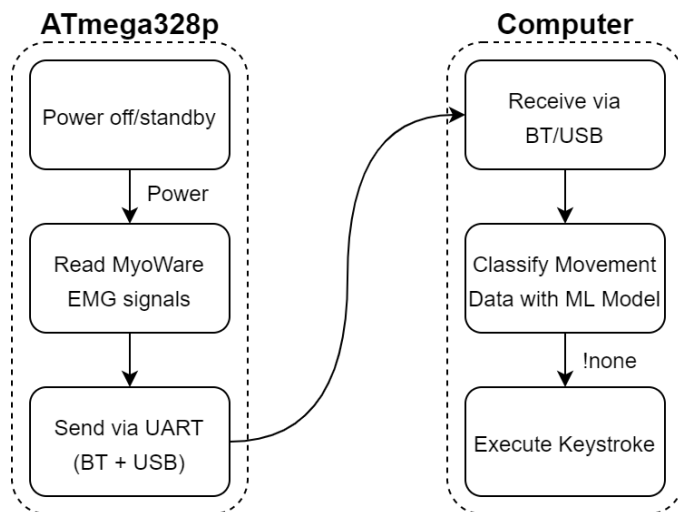 ATmega328p
Power off/standby
Power
Read MyoWare
EMG signals
Send via UART
(BT + USB)
Computer
Receive via
BT/USB
Classify Movement
Data with ML Model
!none
Execute Keystroke